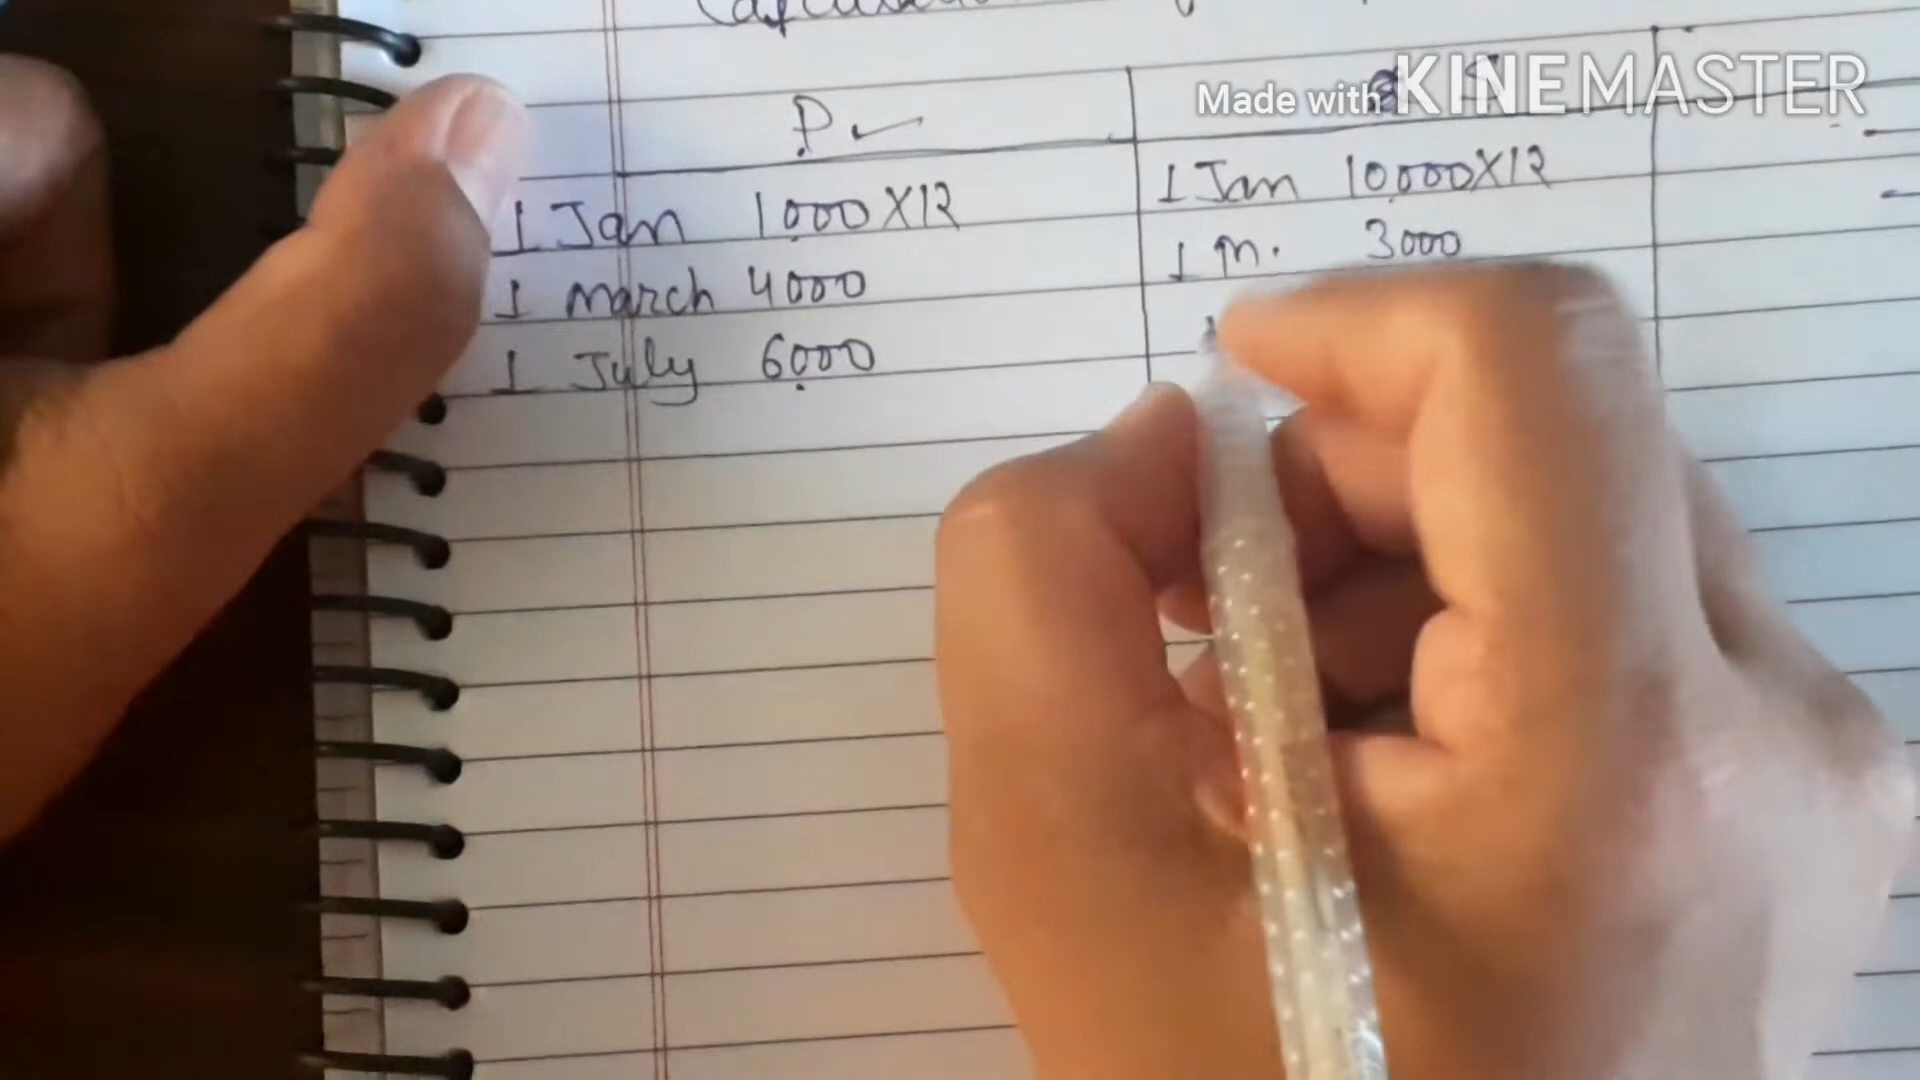 Made with KINEMASTER
P
1 Jan 1000X12
1 march 4000
1 July 6000
1 Jan 10,000X12
1 m. 3000